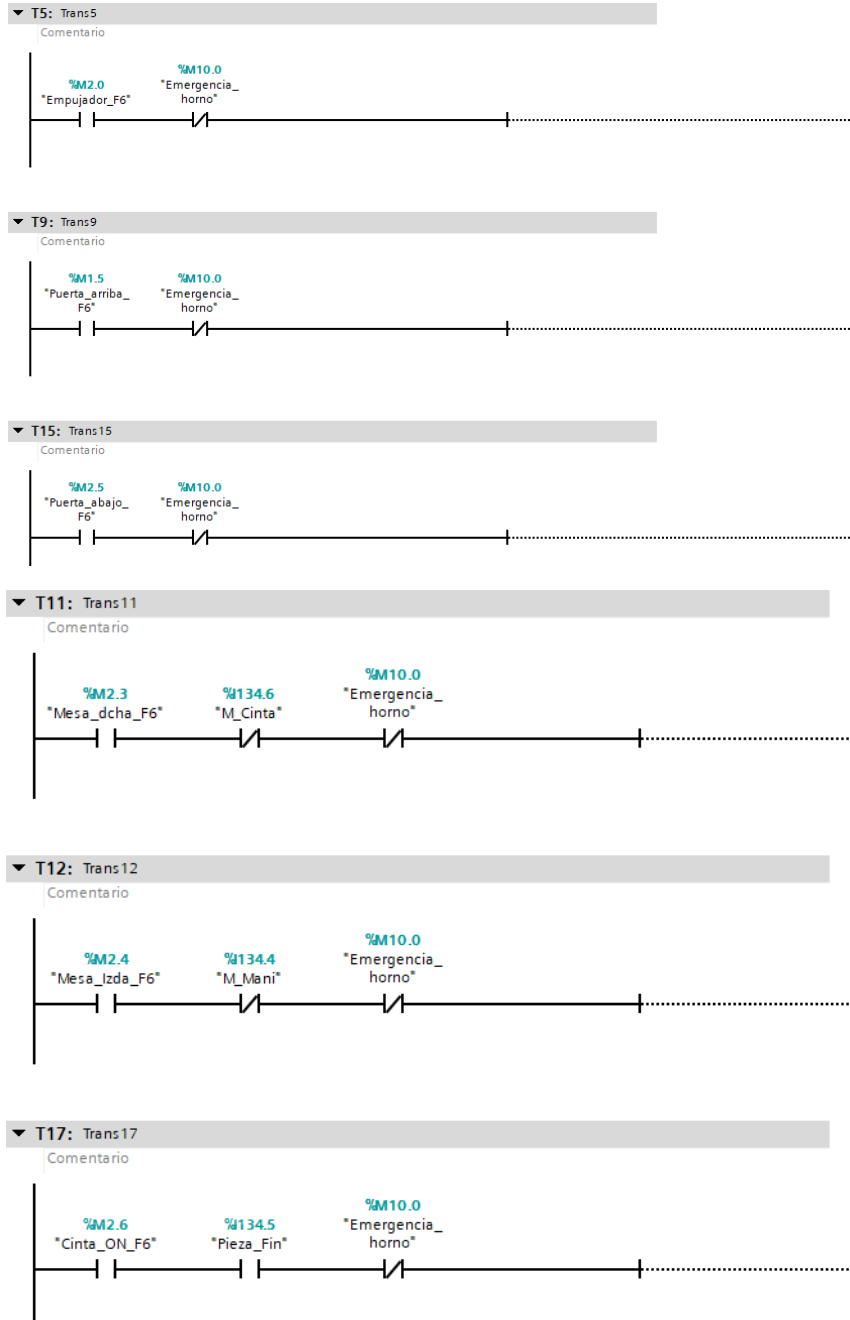 T5: Trans5
Comentario
%M2.0
"Empujador_F6"
%M10.0
"Emergencia_
horno"
T9: Trans9
Comentario
%M1.5
"Puerta_arriba_
F6"
%M10.0
"Emergencia_
horno"
T15: Trans15
Comentario
%M2.5
"Puerta_abajo_
F6"
%M10.0
"Emergencia_
horno"
T11: Trans11
Comentario
%M2.3
"Mesa_dcha_F6"
%I134.6
"M_Cinta"
%M10.0
"Emergencia_
horno"
T12: Trans12
Comentario
%M2.4
"Mesa_Izda_F6"
%I134.4
"M_Mani"
%M10.0
"Emergencia_
horno"
T17: Trans17
Comentario
%M2.6
"Cinta_ON_F6"
%I134.5
"Pieza_Fin"
%M10.0
"Emergencia_
horno"